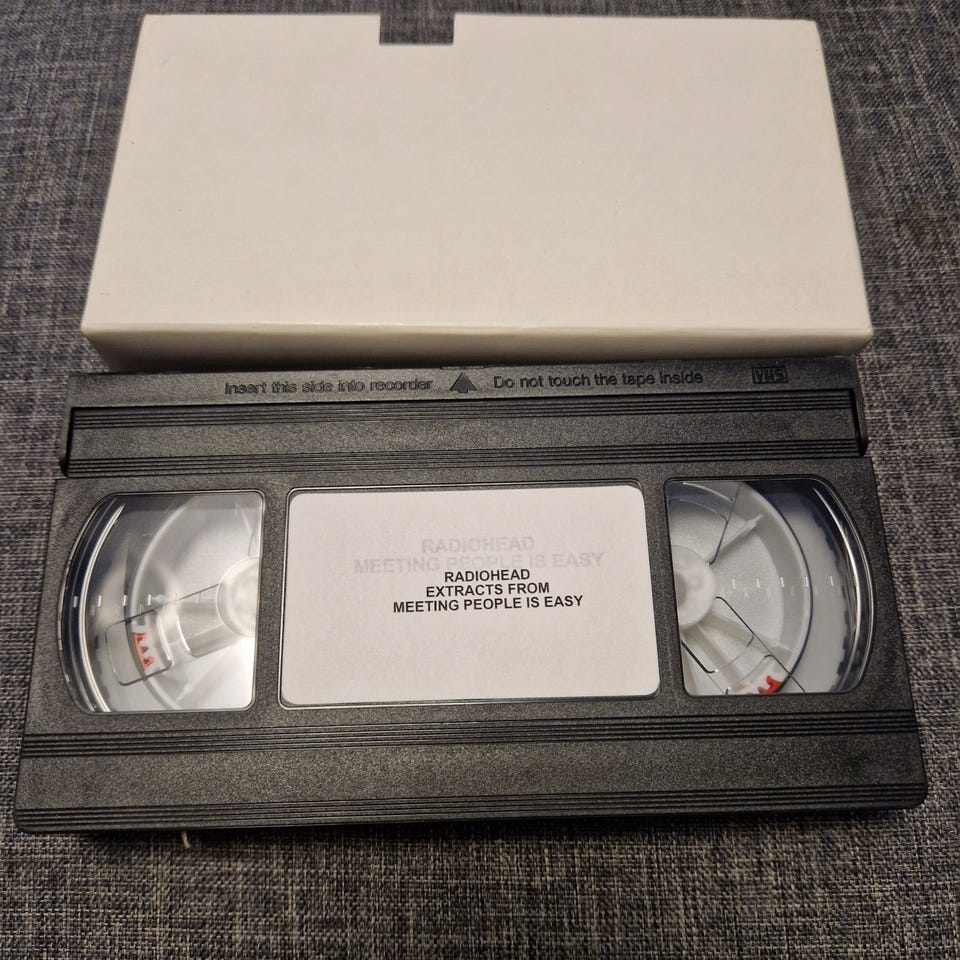 Insert this side into recorder ▲ Do not touch the tape inside VHS
RADIOHEAD
MEETING PEOPLE IS EASY
RADIOHEAD
EXTRACTS FROM
MEETING PEOPLE IS EASY